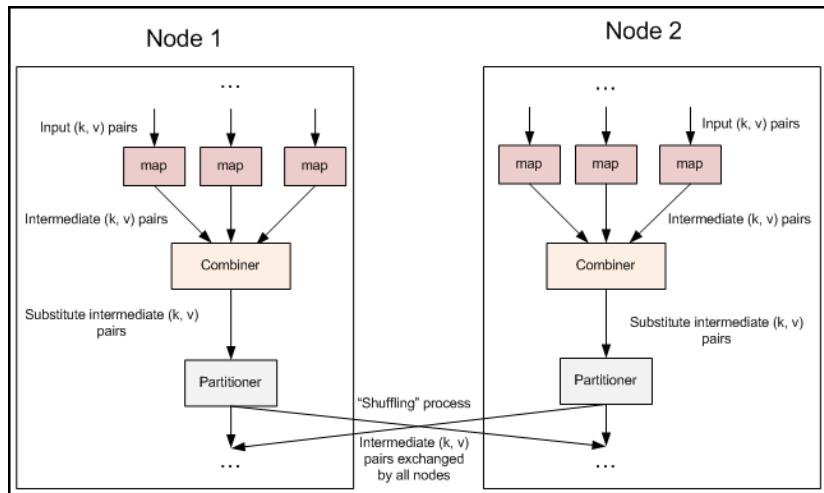 Node 1
Node 2
...
...
Input (k, v) pairs
Input (k, v) pairs
map
map
map
map
map
map
Intermediate (k, v) pairs
Intermediate (k, v) pairs
Combiner
Combiner
Substitute intermediate (k, v)
pairs
Substitute intermediate (k, v)
pairs
Partitioner
Partitioner
“Shuffling” process
Intermediate (k, v)
pairs exchanged
by all nodes
...
...